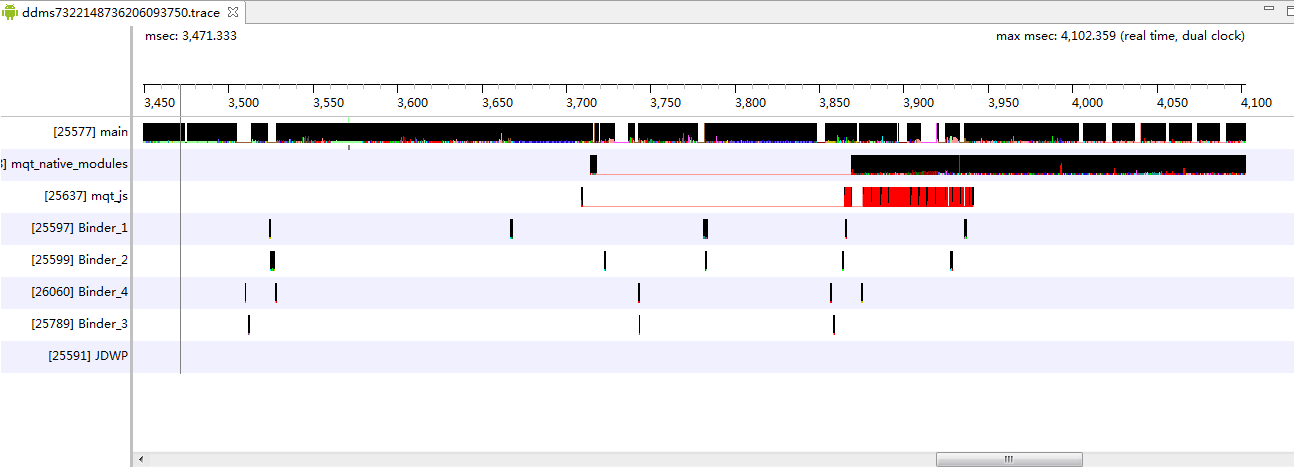 ddms7322148736206093750.trace
msec: 3,471.333 max msec: 4,102.359 (real time, dual clock)
3,450 3,500 3,550 3,600 3,650 3,700 3,750 3,800 3,850 3,900 3,950 4,000 4,050 4,100
[25577] main
] mqt_native_modules
[25637] mqt_js
[25597] Binder_1
[25599] Binder_2
[26060] Binder_4
[25789] Binder_3
[25591] JDWP